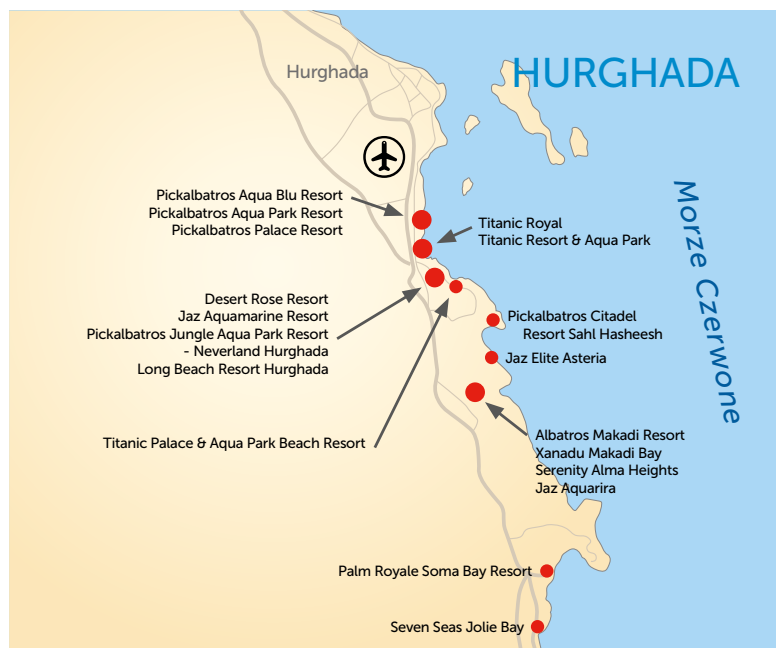 HURGHADA
Hurghada
Morze Czerwone
Pickalbatros Aqua Blu Resort
Pickalbatros Aqua Park Resort
Pickalbatros Palace Resort
Titanic Royal
Titanic Resort & Aqua Park
Desert Rose Resort
Jaz Aquamarine Resort
Pickalbatros Jungle Aqua Park Resort
- Neverland Hurghada
Long Beach Resort Hurghada
Pickalbatros Citadel
Resort Sahl Hasheesh
Jaz Elite Asteria
Titanic Palace & Aqua Park Beach Resort
Albatros Makadi Resort
Xanadu Makadi Bay
Serenity Alma Heights
Jaz Aquarira
Palm Royale Soma Bay Resort
Seven Seas Jolie Bay